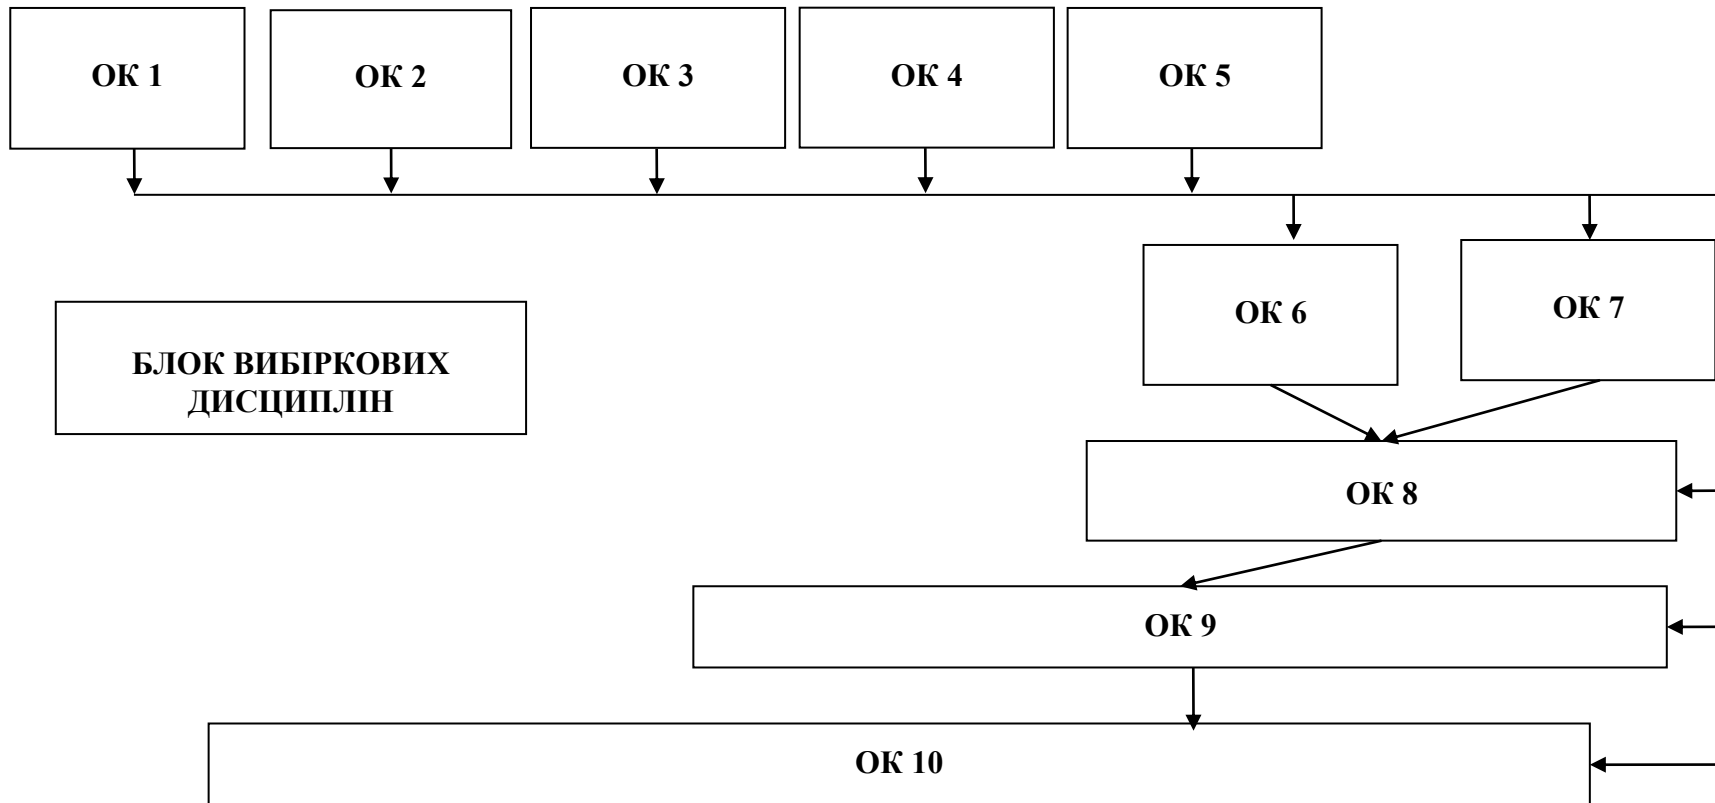 ОК 1
ОК 2
ОК 3
ОК 4
ОК 5
ОК 6
ОК 7
БЛОК ВИБІРКОВИХ
ДИСЦИПЛІН
ОК 8
ОК 9
ОК 10